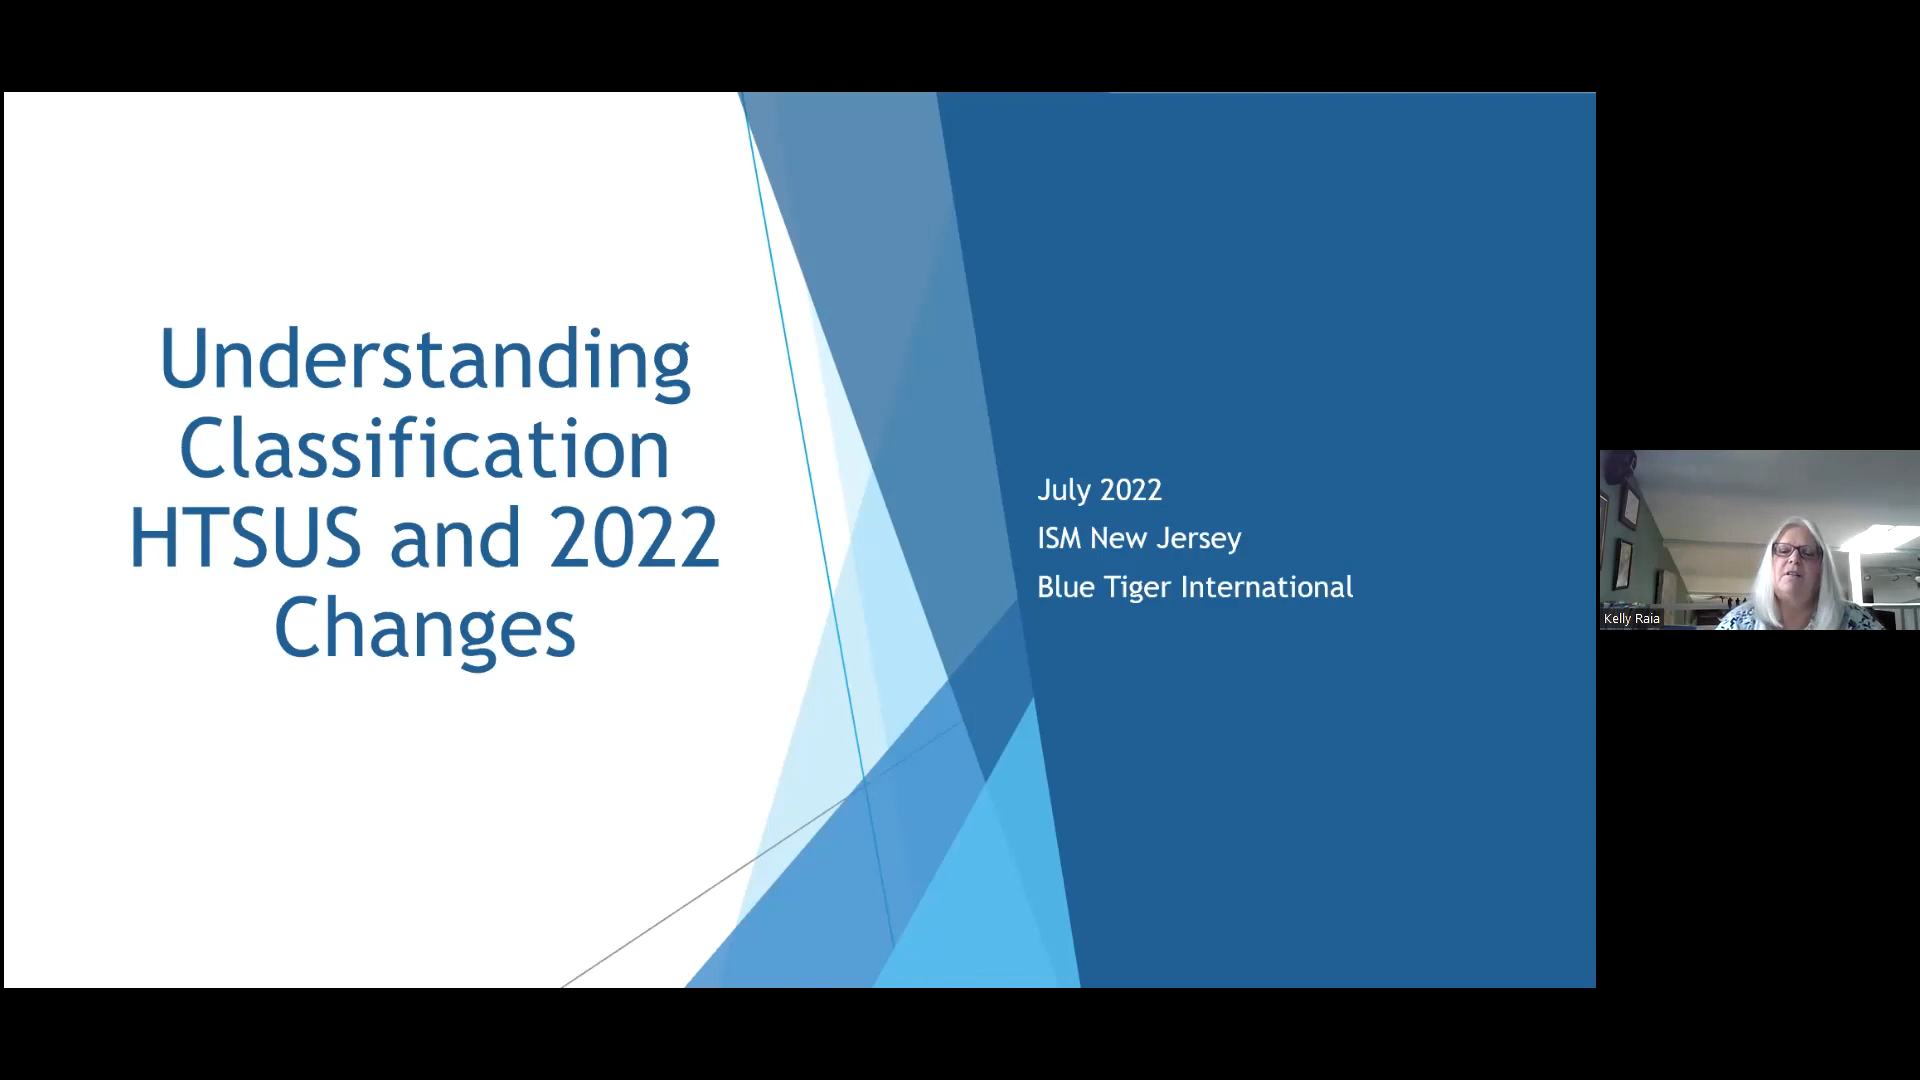 Understanding
Classification
HTSUS and 2022
Changes
July 2022
ISM New Jersey
Blue Tiger International
Kelly Raia